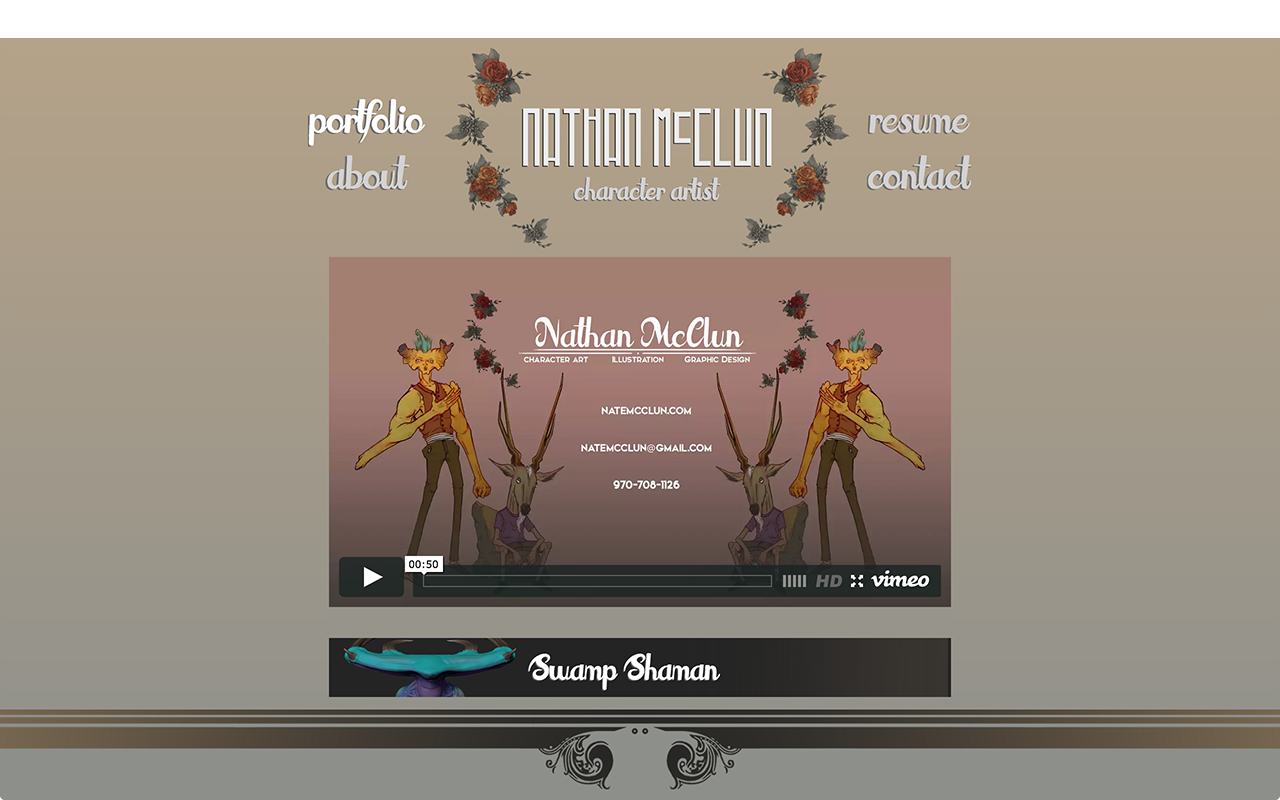 portfolio
about
NATHAN McCLUN
character artist
resume
contact
Nathan McClun
CHARACTER ART ILLUSTRATION GRAPHIC DESIGN
NATEMCCLUN.COM
NATEMCCLUN@GMAIL.COM
970-708-1126
00:50
HD
vimeo
Swamp Shaman